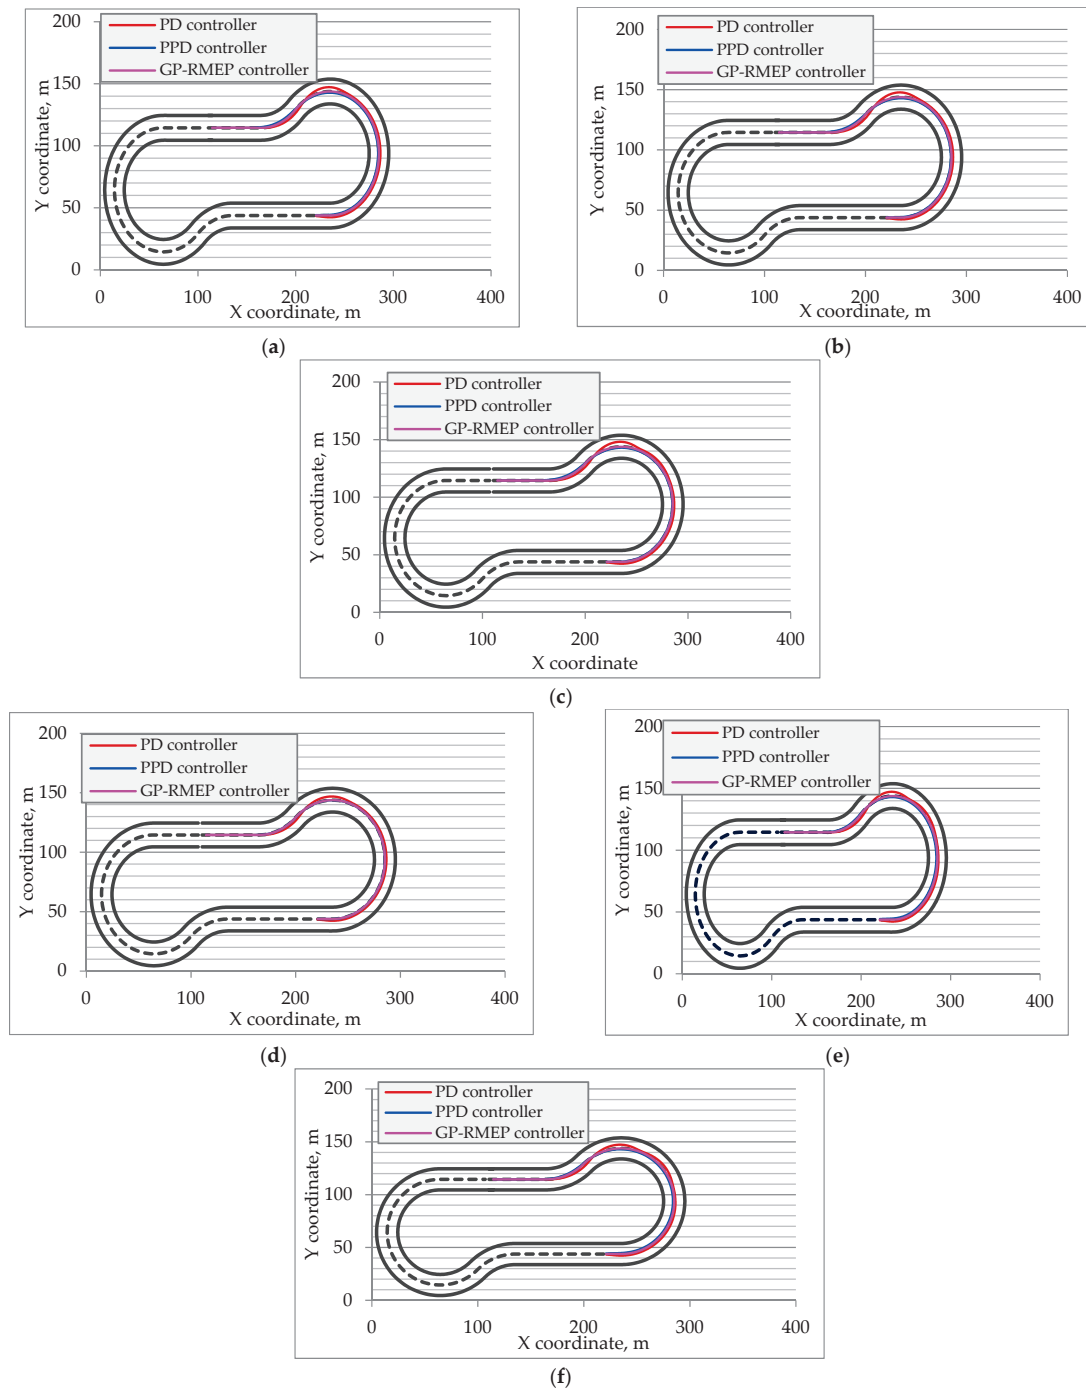 PD controller
PPD controller
GP-RMEP controller
200
150
100
50
0
0
100
200
300
400
Y coordinate, m
X coordinate, m
(a)
PD controller
PPD controller
GP-RMEP controller
200
150
100
50
0
0
100
200
300
400
Y coordinate, m
X coordinate, m
(b)
PD controller
PPD controller
GP-RMEP controller
200
150
100
50
0
0
100
200
300
400
Y coordinate, m
X coordinate
(c)
PD controller
PPD controller
GP-RMEP controller
200
150
100
50
0
0
100
200
300
400
Y coordinate, m
X coordinate, m
(d)
PD controller
PPD controller
GP-RMEP controller
200
150
100
50
0
0
100
200
300
400
Y coordinate, m
X coordinate, m
(e)
PD controller
PPD controller
GP-RMEP controller
200
150
100
50
0
0
100
200
300
400
Y coordinate, m
X coordinate, m
(f)